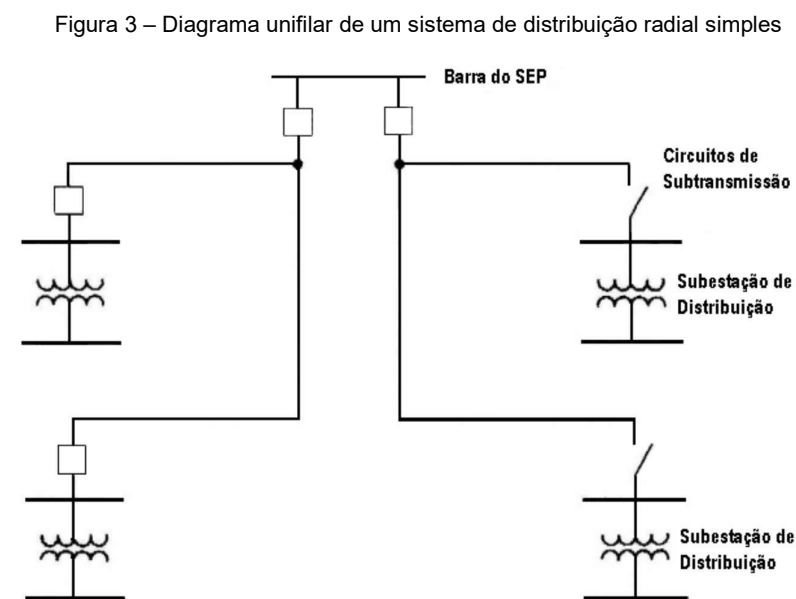 Figura 3 – Diagrama unifilar de um sistema de distribuição radial simples
Barra do SEP
Circuitos de
Subtransmissão
Subestação de
Distribuição
Subestação de
Distribuição